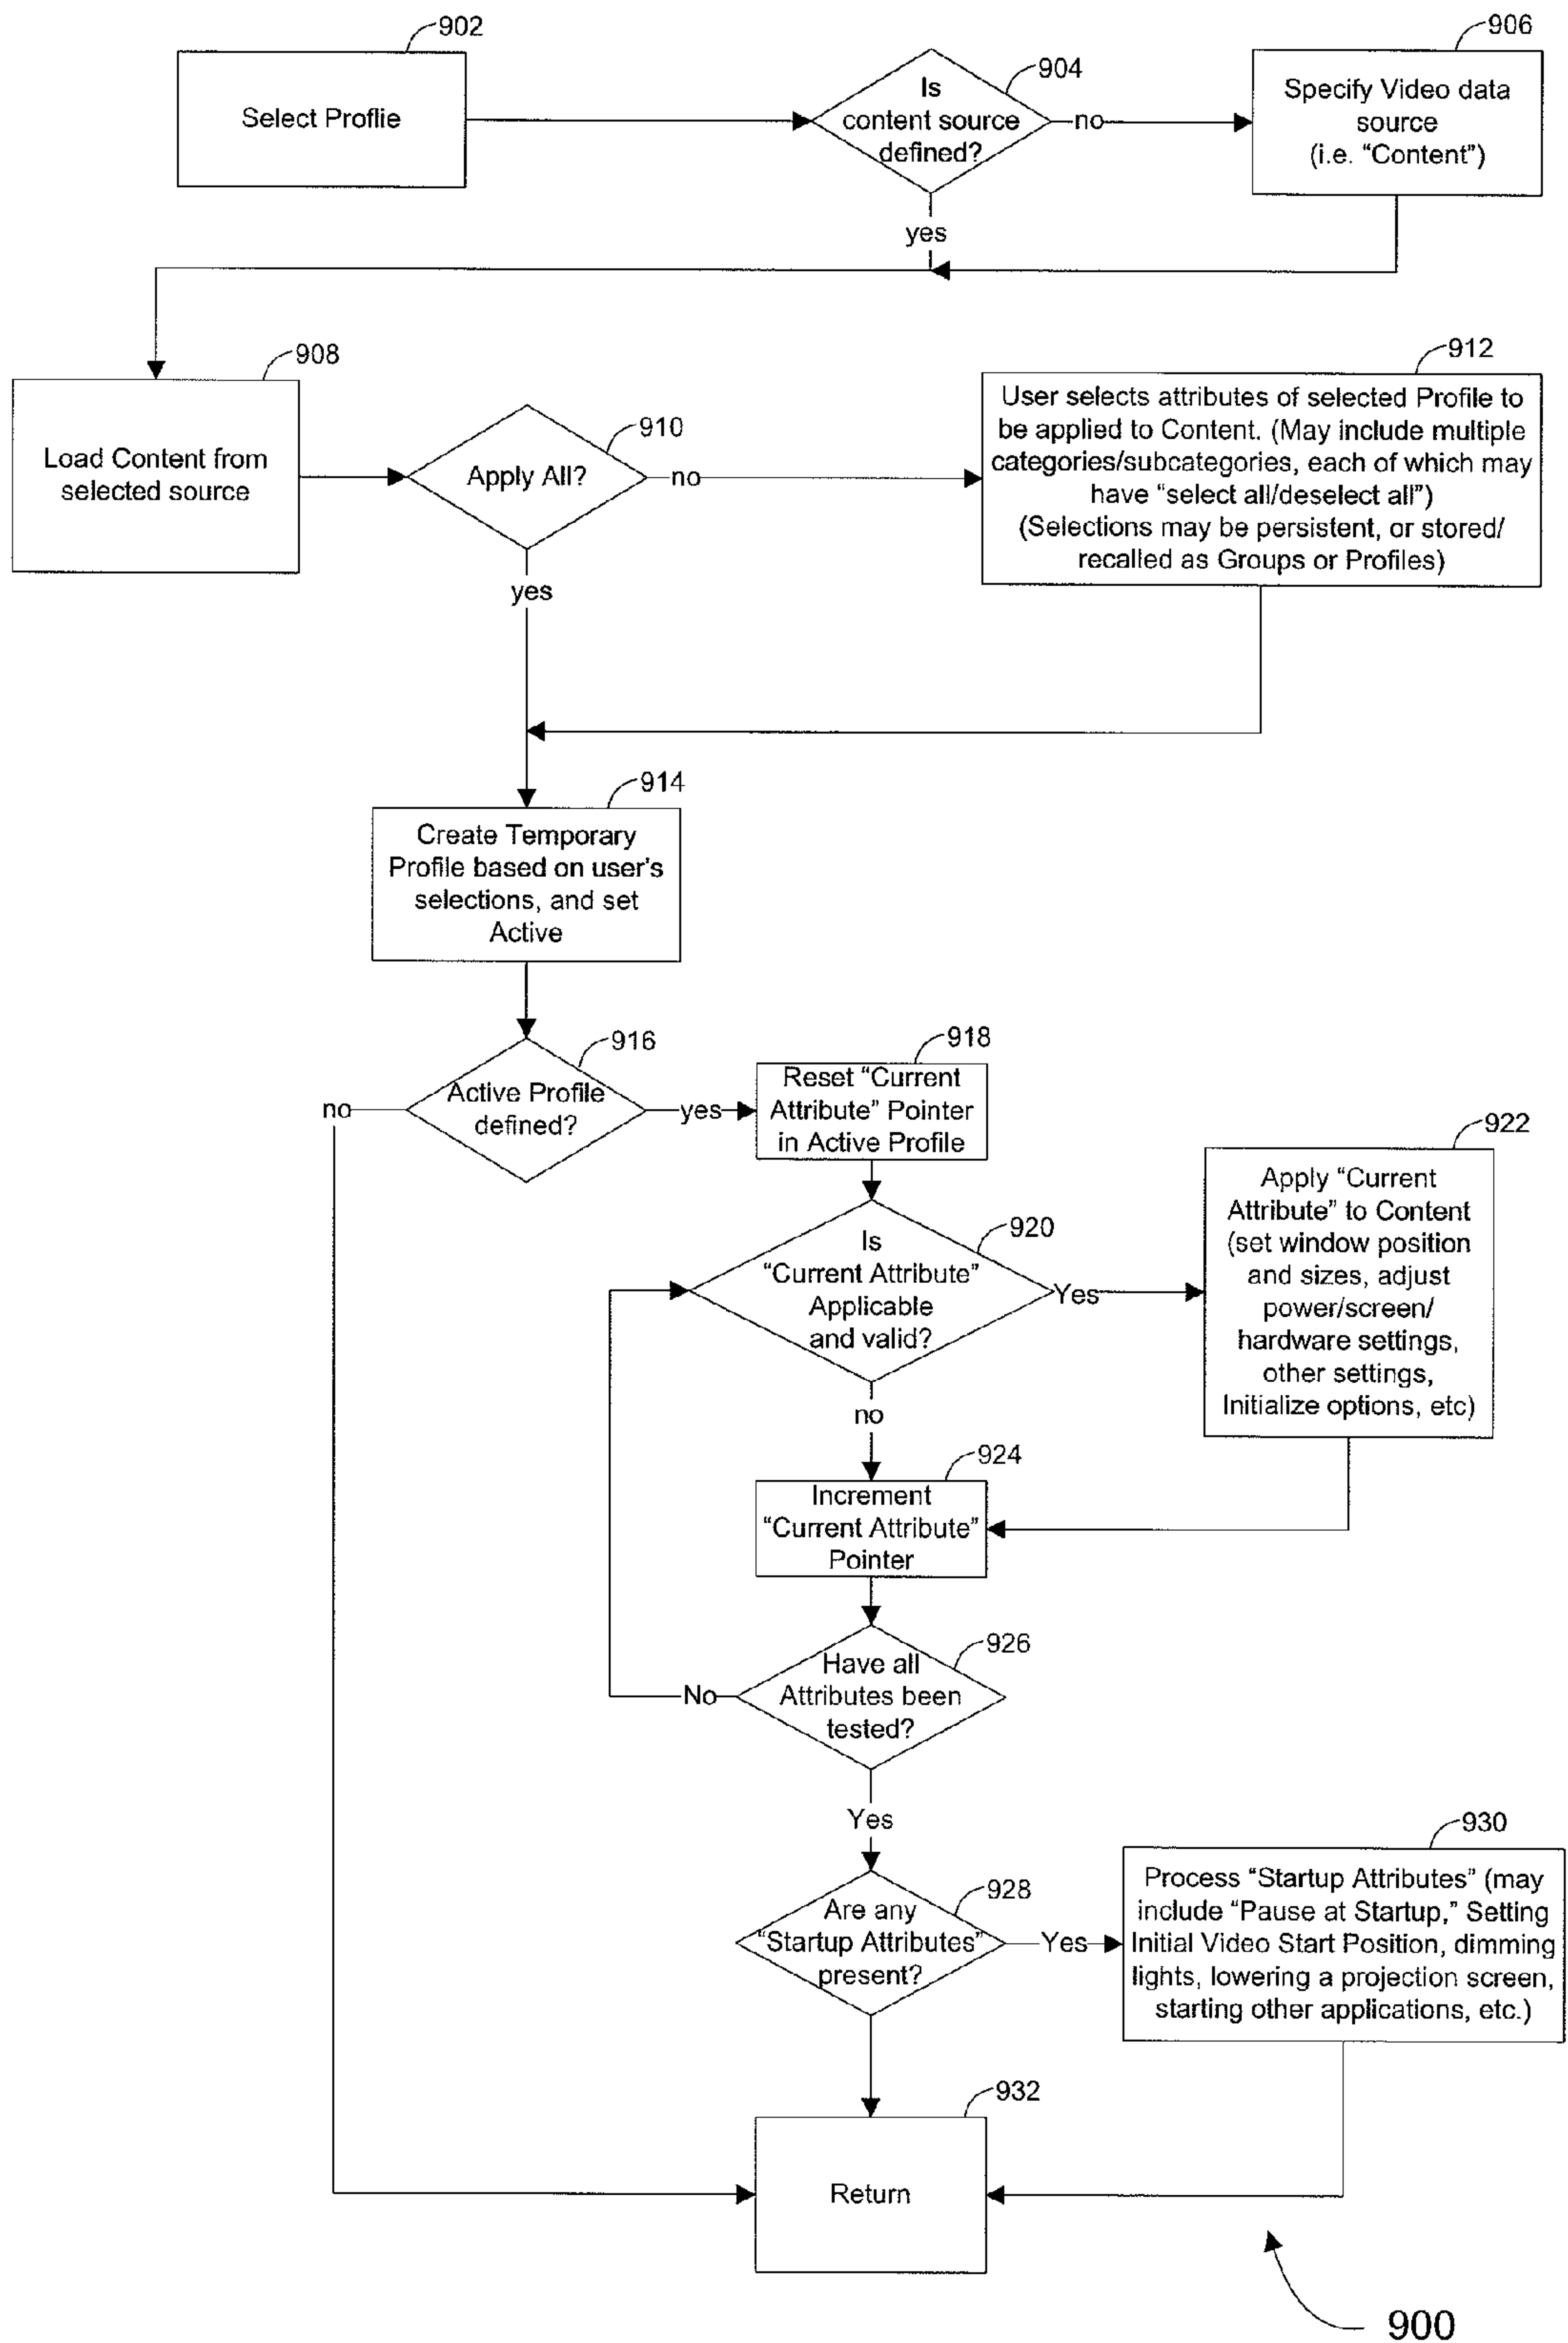 902
Select Proflie
904
Is
content source
defined?
no
yes
906
Specify Video data
source
(i.e. “Content”)
908
Load Content from
selected source
910
Apply All?
no
yes
912
User selects attributes of selected Profile to
be applied to Content. (May include multiple
categories/subcategories, each of which may
have “select all/deselect all”)
(Selections may be persistent, or stored/
recalled as Groups or Profiles)
914
Create Temporary
Profile based on user's
selections, and set
Active
916
Active Profile
defined?
no
yes
918
Reset “Current
Attribute” Pointer
in Active Profile
920
Is
“Current Attribute”
Applicable
and valid?
Yes
no
922
Apply “Current
Attribute” to Content
(set window position
and sizes, adjust
power/screen/
hardware settings,
other settings,
Initialize options, etc)
924
Increment
“Current Attribute”
Pointer
926
Have all
Attributes been
tested?
No
Yes
928
Are any
“Startup Attributes”
present?
Yes
930
Process “Startup Attributes” (may
include “Pause at Startup,” Setting
Initial Video Start Position, dimming
lights, lowering a projection screen,
starting other applications, etc.)
932
Return
900